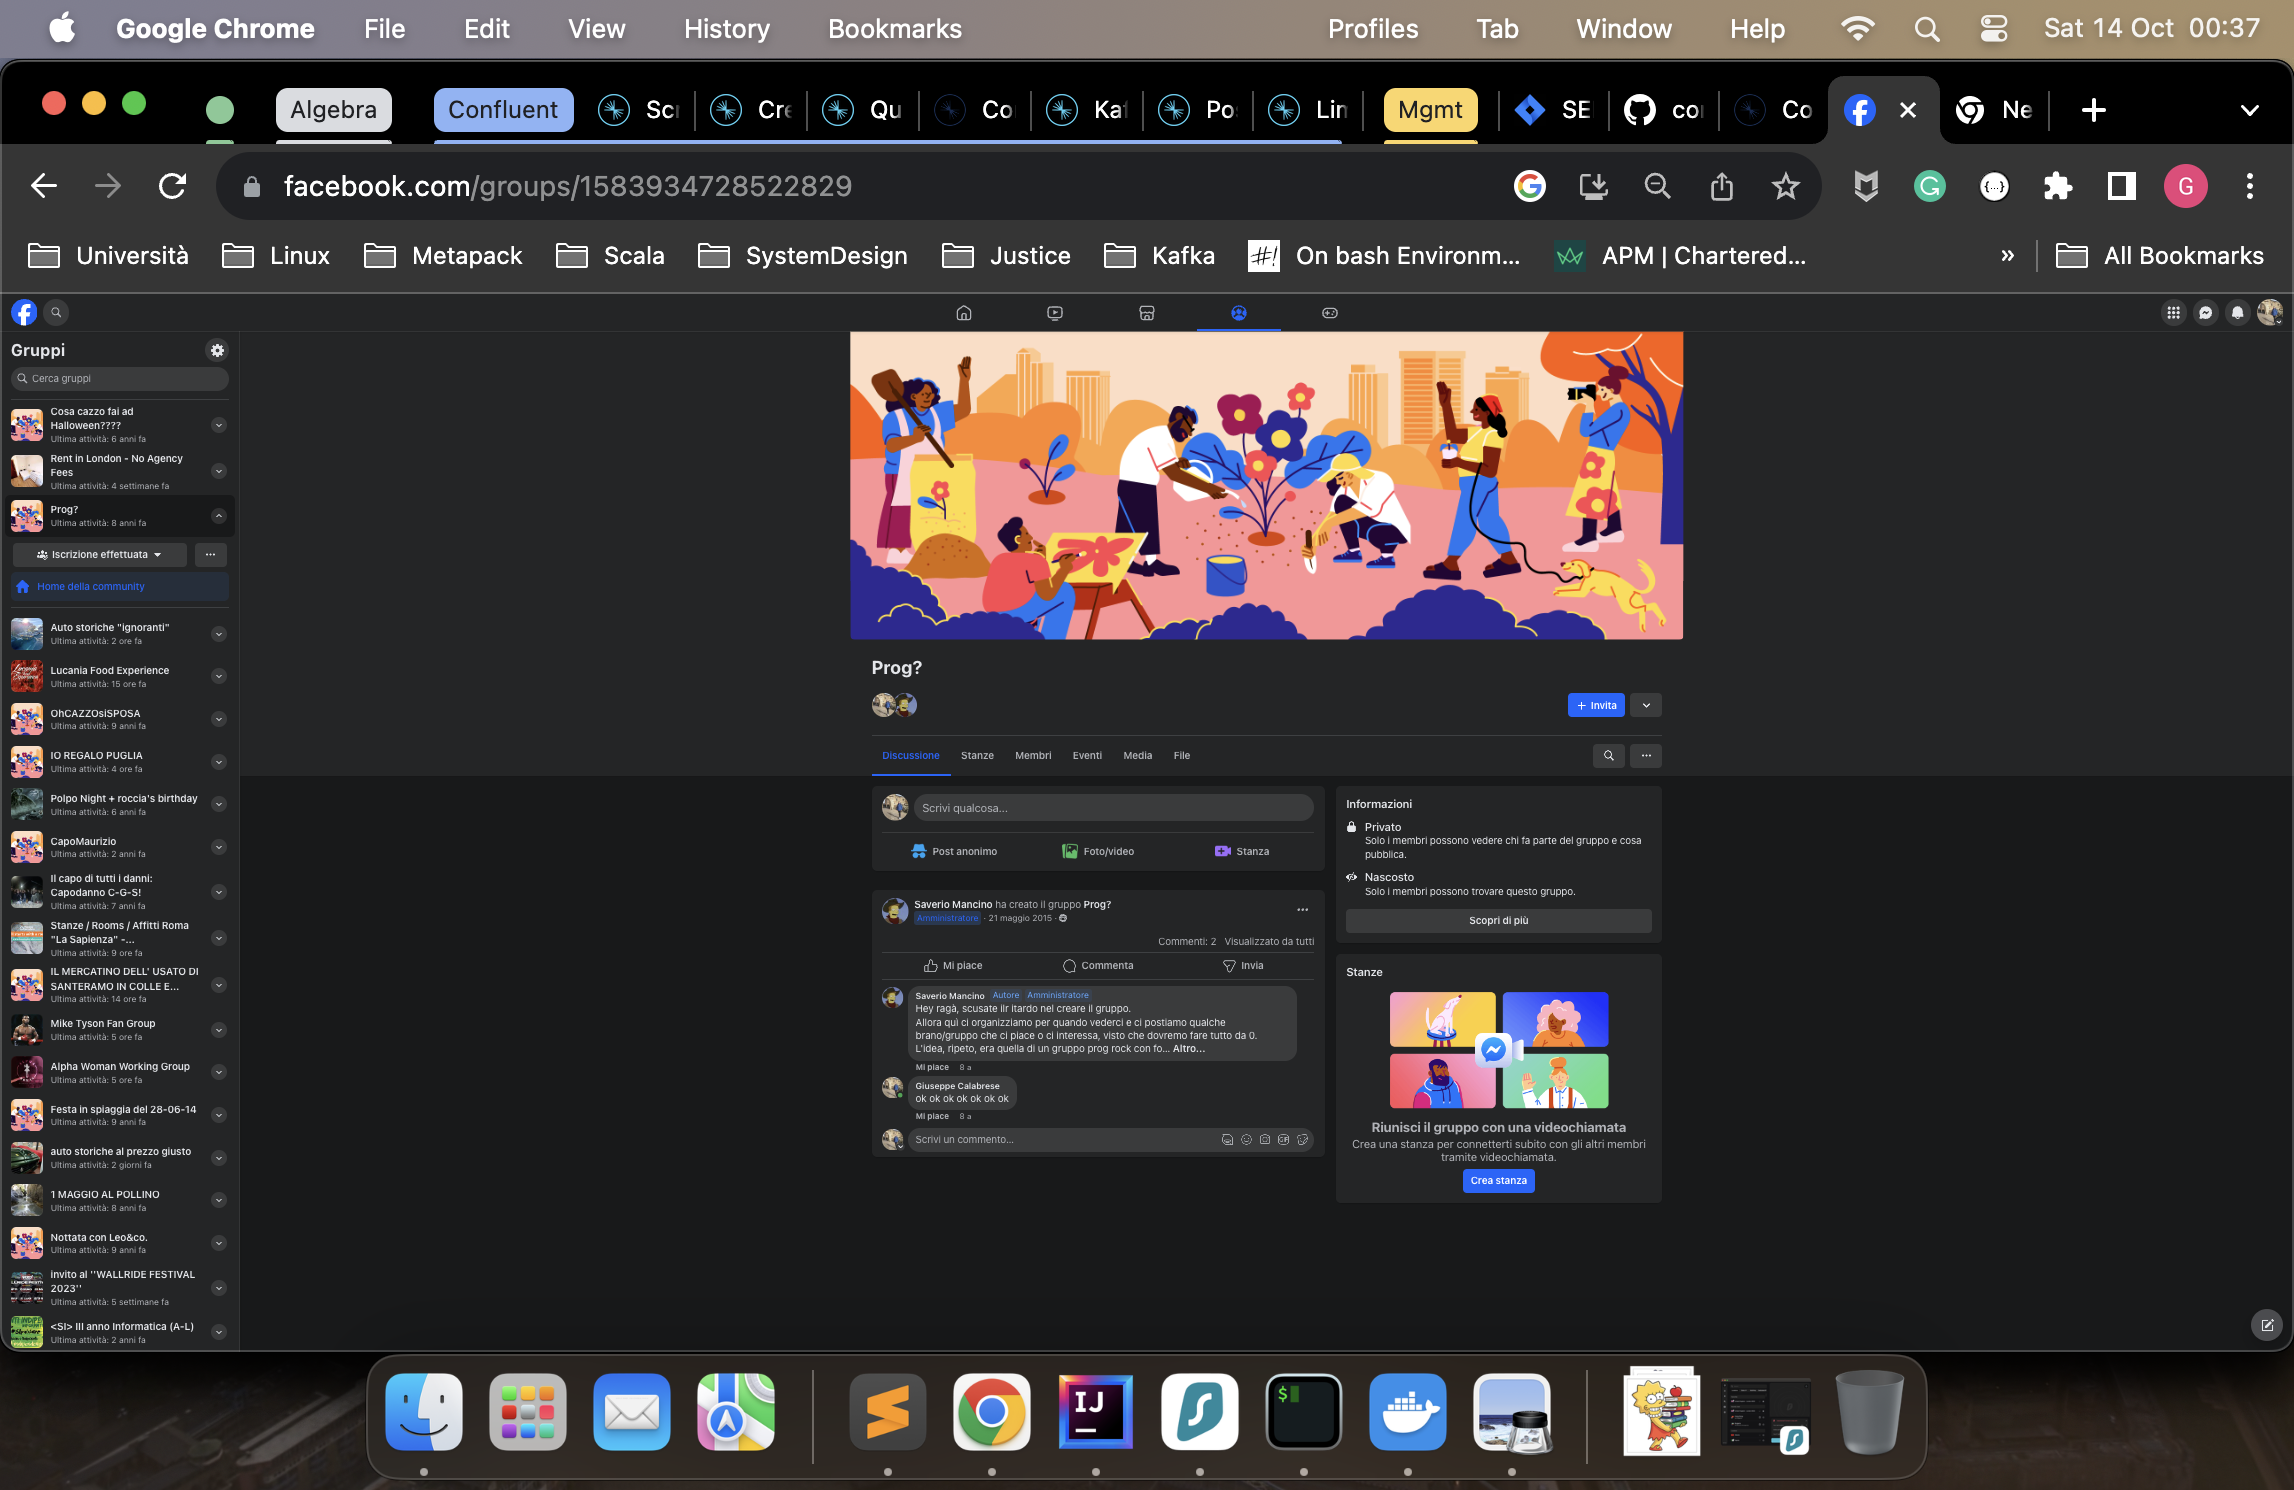 Google Chrome File Edit View History Bookmarks Profiles Tab Window Help Sat 14 Oct 00:37
Algebra Confluent Sc Cre Qu Co Kaf Po Lin Mgmt SE co Co Ne
facebook.com/groups/1583934728522829
G
Università Linux Metapack Scala SystemDesign Justice Kafka #! On bash Environm... APM | Chartered... » All Bookmarks
Gruppi
Cerca gruppi
Cosa cazzo fai ad
Halloween????
Ultima attività: 6 anni fa
Rent in London - No Agency
Fees
Ultima attività: 4 settimane fa
Prog?
Ultima attività: 8 anni fa
Iscrizione effettuata
Home della community
Auto storiche "ignoranti"
Ultima attività: 2 ore fa
Lucania Food Experience
Ultima attività: 15 ore fa
OhCAZZOsiSPOSA
Ultima attività: 9 anni fa
IO REGALO PUGLIA
Ultima attività: 4 ore fa
Polpo Night + roccia's birthday
Ultima attività: 6 anni fa
CapoMaurizio
Ultima attività: 2 anni fa
Il capo di tutti i danni:
Capodanno C-G-S!
Ultima attività: 7 anni fa
Stanze / Rooms / Affitti Roma
"La Sapienza" -...
Ultima attività: 9 ore fa
IL MERCATINO DELL' USATO DI
SANTERAMO IN COLLE E...
Ultima attività: 14 ore fa
Mike Tyson Fan Group
Ultima attività: 5 ore fa
Alpha Woman Working Group
Ultima attività: 5 ore fa
Festa in spiaggia del 28-06-14
Ultima attività: 9 anni fa
auto storiche al prezzo giusto
Ultima attività: 2 giorni fa
1 MAGGIO AL POLLINO
Ultima attività: 8 anni fa
Nottata con Leo&co.
Ultima attività: 9 anni fa
invito al ''WALLRIDE FESTIVAL
2023''
Ultima attività: 5 settimane fa
<SI> III anno Informatica (A-L)
Ultima attività: 2 anni fa
Prog?
+ Invita
Discussione Stanze Membri Eventi Media File
Scrivi qualcosa...
Post anonimo Foto/video Stanza
Saverio Mancino ha creato il gruppo Prog?
Amministratore · 21 maggio 2015 ·
Commenti: 2 Visualizzato da tutti
Mi piace Commenta Invia
Saverio Mancino Autore Amministratore
Hey ragà, scusate ilr itardo nel creare il gruppo.
Allora quì ci organizziamo per quando vederci e ci postiamo qualche
brano/gruppo che ci piace o ci interessa, visto che dovremo fare tutto da 0.
L'idea, ripeto, era quella di un gruppo prog rock con fo... Altro...
Mi piace 8 a
Giuseppe Calabrese
ok ok ok ok ok ok ok
Mi piace 8 a
Scrivi un commento...
Informazioni
Privato
Solo i membri possono vedere chi fa parte del gruppo e cosa
pubblica.
Nascosto
Solo i membri possono trovare questo gruppo.
Scopri di più
Stanze
Riunisci il gruppo con una videochiamata
Crea una stanza per connetterti subito con gli altri membri
tramite videochiamata.
Crea stanza
IJ
$